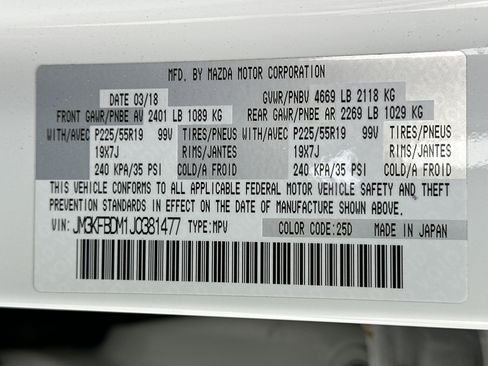 MFD. BY MAZDA MOTOR CORPORATION
DATE 03/18 GVWR/PNBV 4669 LB 2118 KG
FRONT GAWR/PNBE AV 2401 LB 1089 KG REAR GAWR/PNBE AR 2269 LB 1029 KG
WITH/AVEC P225/55R19 99V TIRES/PNEUS WITH/AVEC P225/55R19 99V TIRES/PNEUS
19X7J RIMS/JANTES 19X7J RIMS/JANTES
240 KPA/35 PSI COLD/A FROID 240 KPA/35 PSI COLD/A FROID
THIS VEHICLE CONFORMS TO ALL APPLICABLE FEDERAL MOTOR VEHICLE SAFETY AND THEFT
PREVENTION STANDARDS IN EFFECT ON THE DATE OF MANUFACTURE SHOWN ABOVE.
VIN: JM3KFBDM1J0381477 TYPE:MPV COLOR CODE:25D MADE IN JAPAN